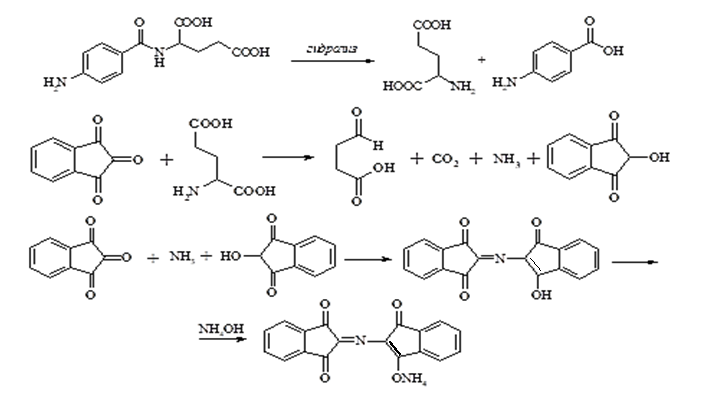 O COOH
N H COOH
H₂N
гидролиз
COOH
HOOC NH₂
+
O
OH
H₂N
O
O
O
+
COOH
H₂N COOH
O
H
OH
O
+ CO₂ + NH₃ +
O
OH
O
O
O
O
÷ NH₃ ÷
O
HO
O
O
N
O
O
OH
NH₄OH
O
N
O
O
ONH₄